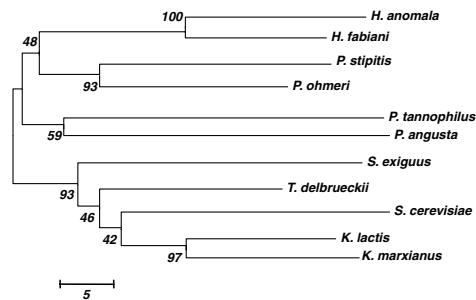 100
H. anomala
H. fabiani
48
P. stipitis
93
P. ohmeri
P. tannophilus
59
P. angusta
S. exiguus
93
T. delbrueckii
46
S. cerevisiae
42
K. lactis
97
K. marxianus
5